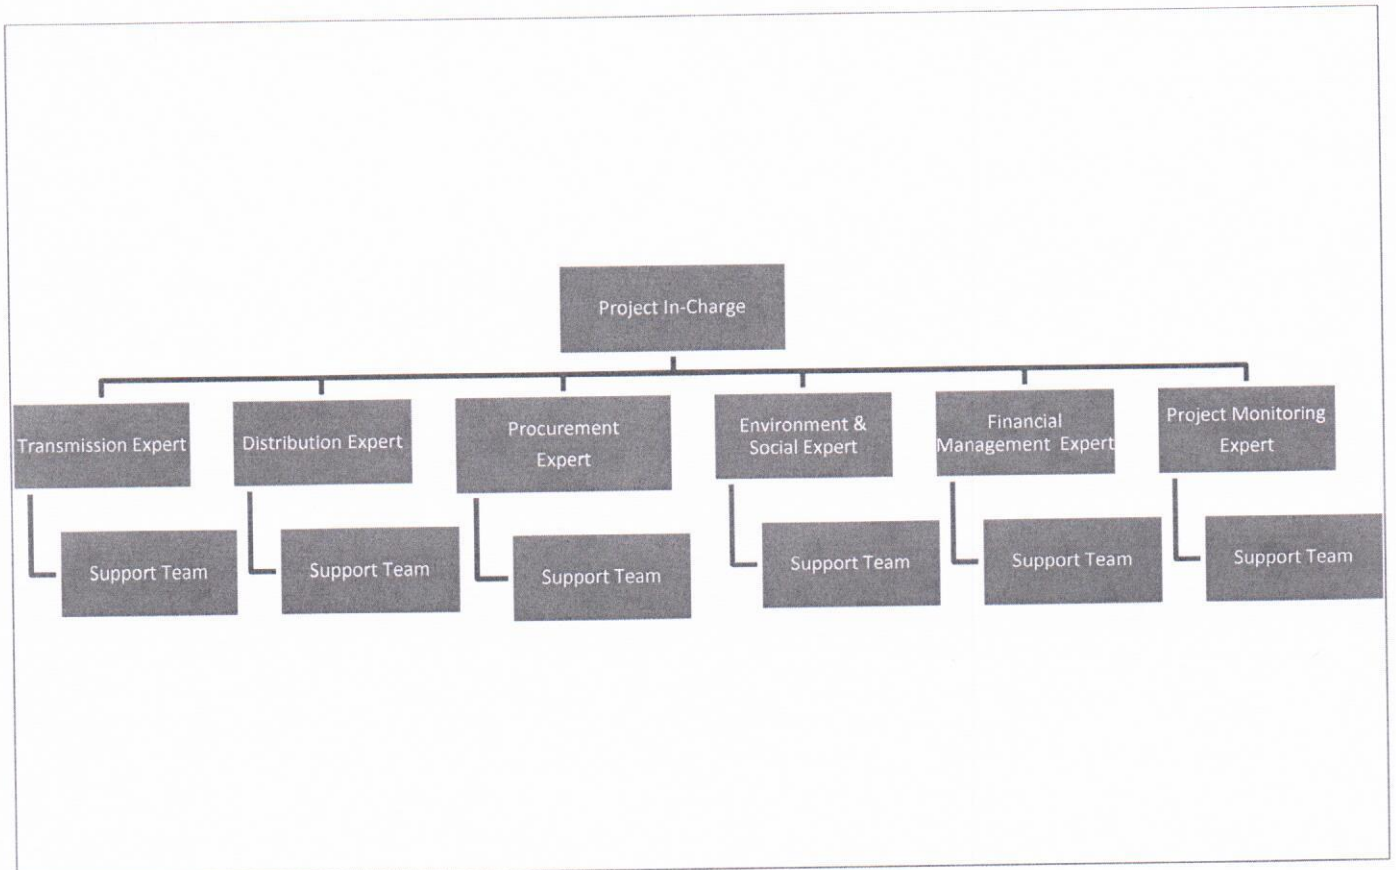 Project In-Charge
Transmission Expert
Distribution Expert
Procurement
Expert
Environment &
Social Expert
Financial
Management Expert
Project Monitoring
Expert
Support Team
Support Team
Support Team
Support Team
Support Team
Support Team